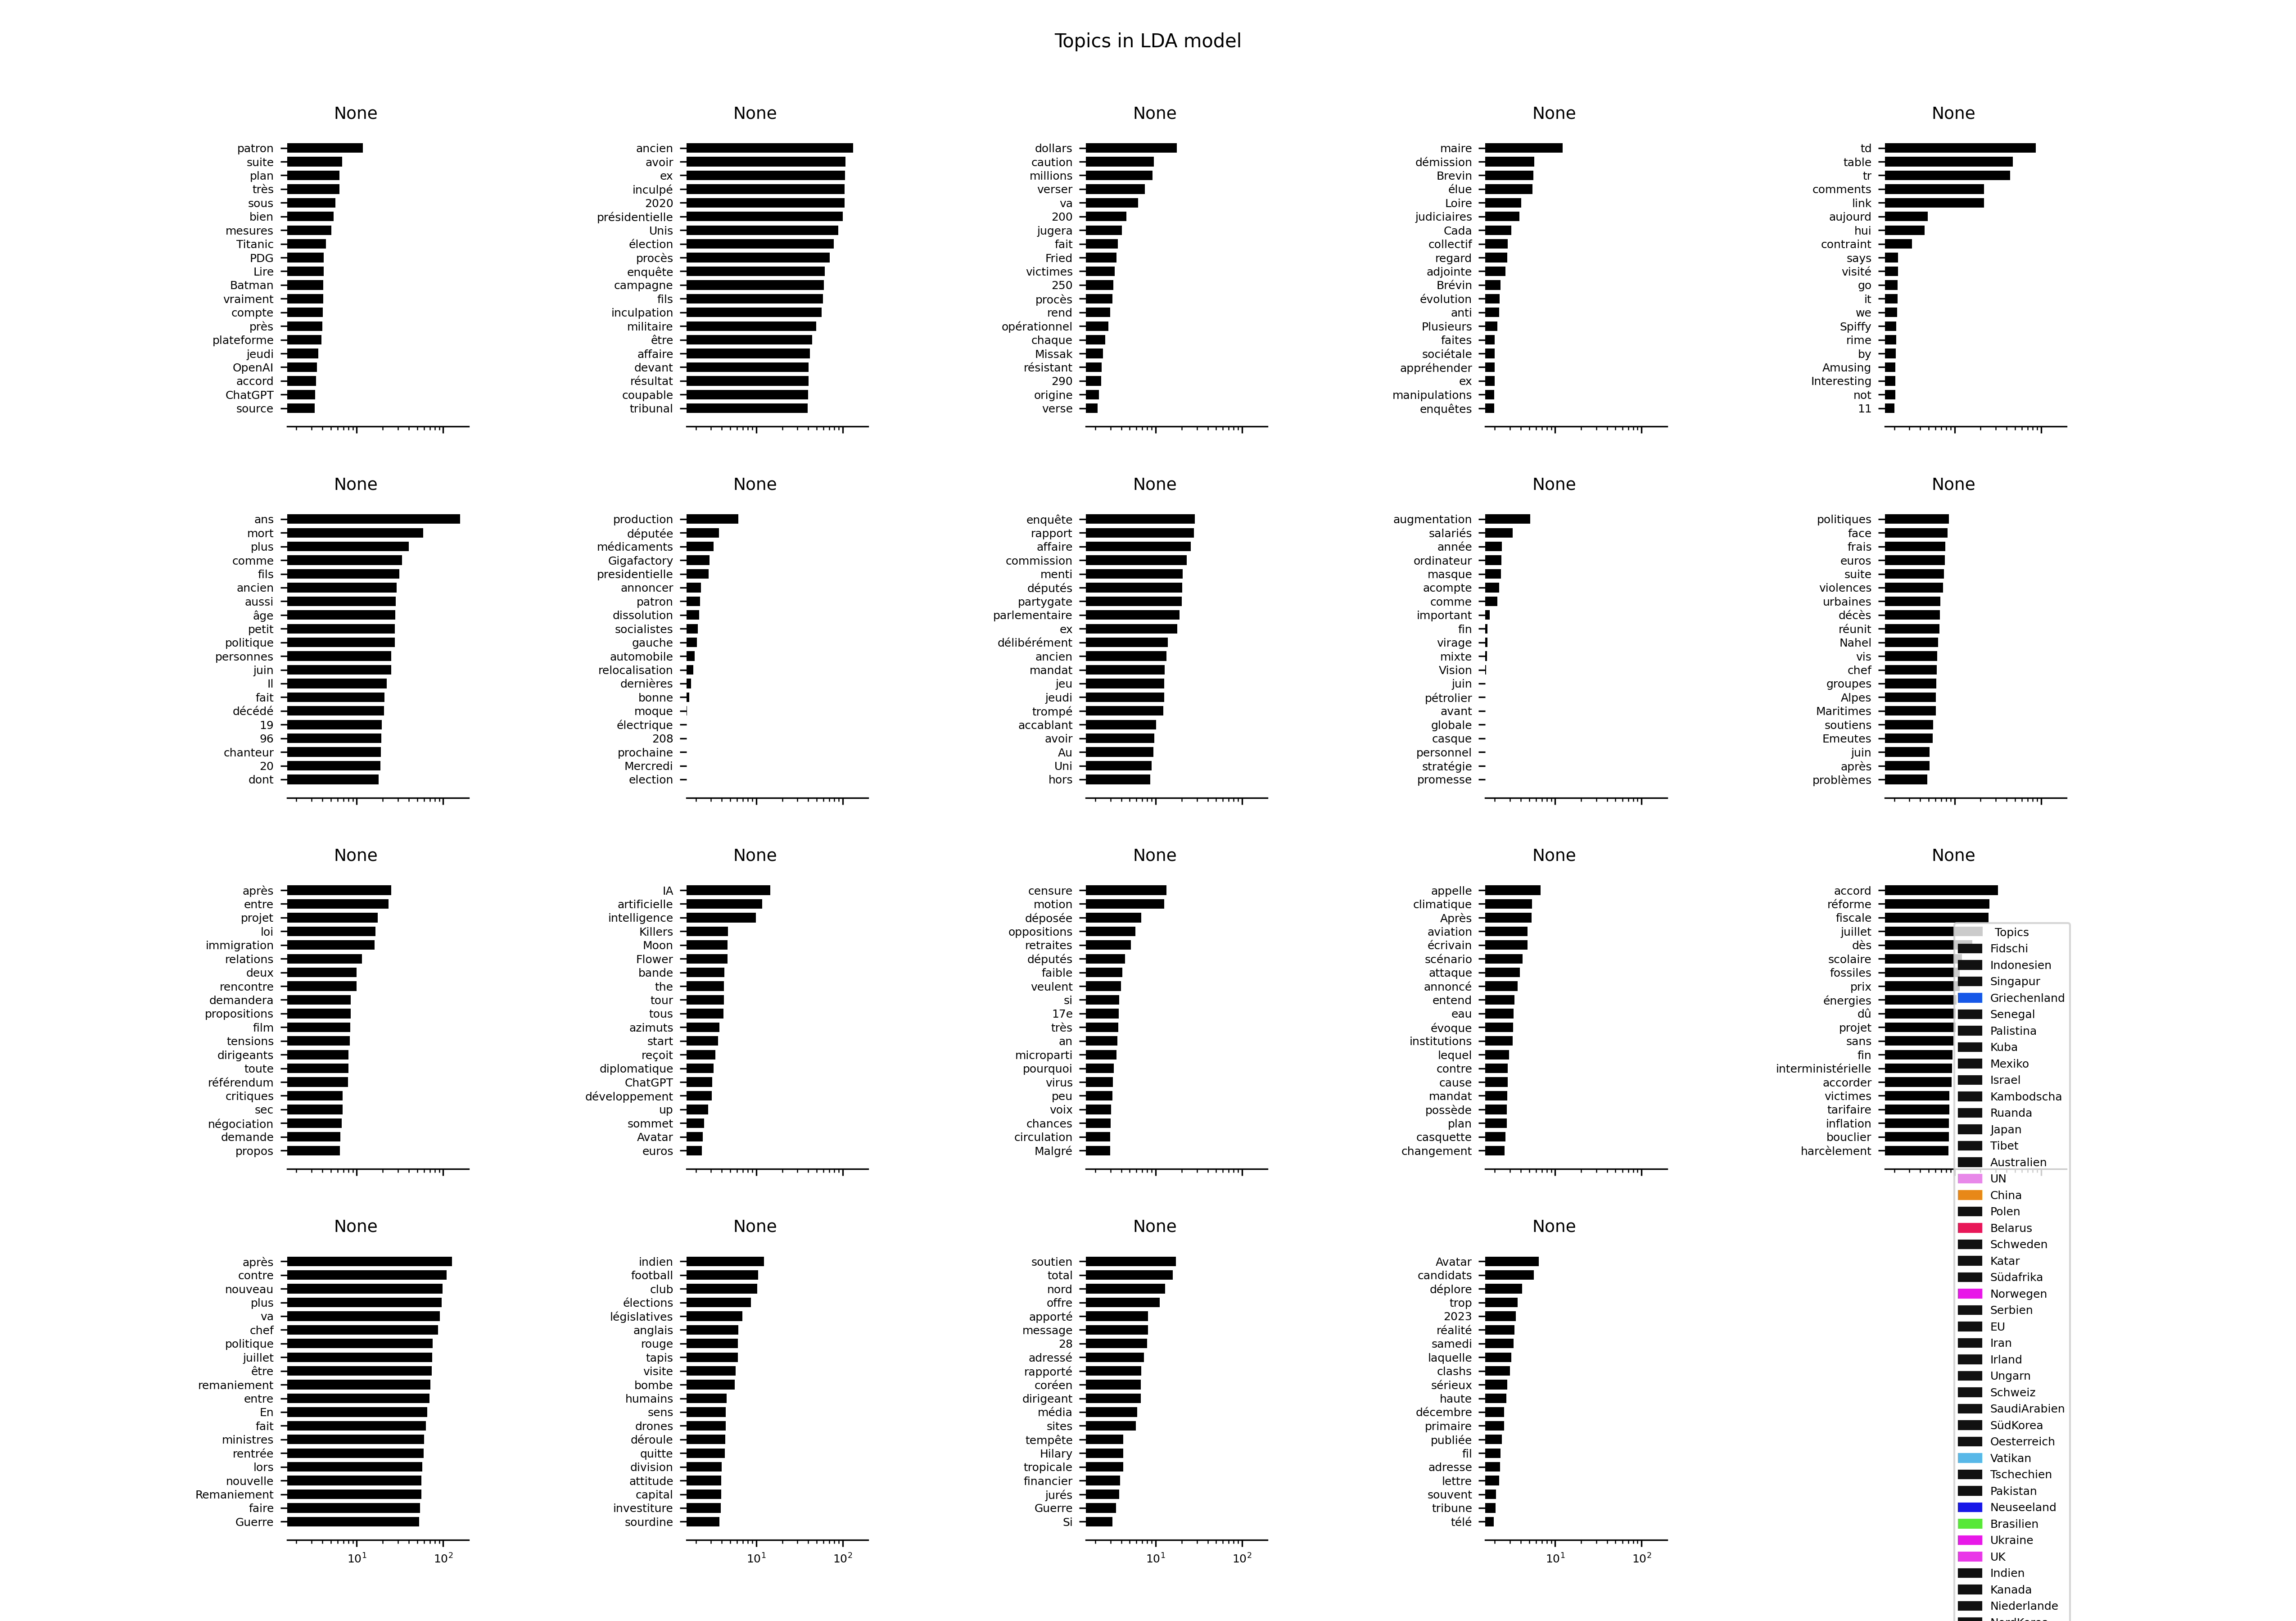 Topics in LDA model
None
patron
suite
plan
très
sous
bien
mesures
Titanic
PDG
Lire
Batman
vraiment
compte
près
plateforme
jeudi
OpenAI
accord
ChatGPT
source
None
ancien
avoir
ex
inculpé
2020
présidentielle
Unis
élection
procès
enquête
campagne
fils
inculpation
militaire
être
affaire
devant
résultat
coupable
tribunal
None
dollars
caution
millions
verser
va
200
jugera
fait
Fried
victimes
250
procès
rend
opérationnel
chaque
Missak
résistant
290
origine
verse
None
maire
démission
Brevin
élue
Loire
judiciaires
Cada
collectif
regard
adjointe
Brévin
évolution
anti
Plusieurs
faites
sociétale
appréhender
ex
manipulations
enquêtes
None
td
table
tr
comments
link
aujourd
hui
contraint
says
visité
go
it
we
Spiffy
rime
by
Amusing
Interesting
not
11
None
ans
mort
plus
comme
fils
ancien
aussi
âge
petit
politique
personnes
juin
Il
fait
décédé
19
96
chanteur
20
dont
None
production
députée
médicaments
Gigafactory
presidentielle
annoncer
patron
dissolution
socialistes
gauche
automobile
relocalisation
dernières
bonne
moque
électrique
208
prochaine
Mercredi
election
None
enquête
rapport
affaire
commission
menti
députés
partygate
parlementaire
ex
délibérément
ancien
mandat
jeu
jeudi
trompé
accablant
avoir
Au
Uni
hors
None
augmentation
salariés
année
ordinateur
masque
acompte
comme
important
fin
virage
mixte
Vision
juin
pétrolier
avant
globale
casque
personnel
stratégie
promesse
None
politiques
face
frais
euros
suite
violences
urbaines
décès
réunit
Nahel
vis
chef
groupes
Alpes
Maritimes
soutiens
Emeutes
juin
après
problèmes
None
après
entre
projet
loi
immigration
relations
deux
rencontre
demandera
propositions
film
tensions
dirigeants
toute
référendum
critiques
sec
négociation
demande
propos
None
IA
artificielle
intelligence
Killers
Moon
Flower
bande
the
tour
tous
azimuts
start
reçoit
diplomatique
ChatGPT
développement
up
sommet
Avatar
euros
None
censure
motion
déposée
oppositions
retraites
députés
faible
veulent
si
17e
très
an
microparti
pourquoi
virus
peu
voix
chances
circulation
Malgré
None
appelle
climatique
Après
aviation
écrivain
scénario
attaque
annoncé
entend
eau
évoque
institutions
lequel
contre
cause
mandat
possède
plan
casquette
changement
None
accord
réforme
fiscale
juillet
dès
scolaire
fossiles
prix
énergies
dû
projet
sans
fin
interministérielle
accorder
victimes
tarifaire
inflation
bouclier
harcèlement
None
après
contre
nouveau
plus
va
chef
politique
juillet
être
remaniement
entre
En
fait
ministres
rentrée
lors
nouvelle
Remaniement
faire
Guerre
10¹ 10²
None
indien
football
club
élections
législatives
anglais
rouge
tapis
visite
bombe
humains
sens
drones
déroule
quitte
division
attitude
capital
investiture
sourdine
10¹ 10²
None
soutien
total
nord
offre
apporté
message
28
adressé
rapporté
coréen
dirigeant
média
sites
tempête
Hilary
tropicale
financier
jurés
Guerre
Si
10¹ 10²
None
Avatar
candidats
déplore
trop
2023
réalité
samedi
laquelle
clashs
sérieux
haute
décembre
primaire
publiée
fil
adresse
lettre
souvent
tribune
télé
10¹ 10²
Topics
Fidschi
Indonesien
Singapur
Griechenland
Senegal
Palistina
Kuba
Mexiko
Israel
Kambodscha
Ruanda
Japan
Tibet
Australien
UN
China
Polen
Belarus
Schweden
Katar
Südafrika
Norwegen
Serbien
EU
Iran
Irland
Ungarn
Schweiz
SaudiArabien
SüdKorea
Oesterreich
Vatikan
Tschechien
Pakistan
Neuseeland
Brasilien
Ukraine
UK
Indien
Kanada
Niederlande